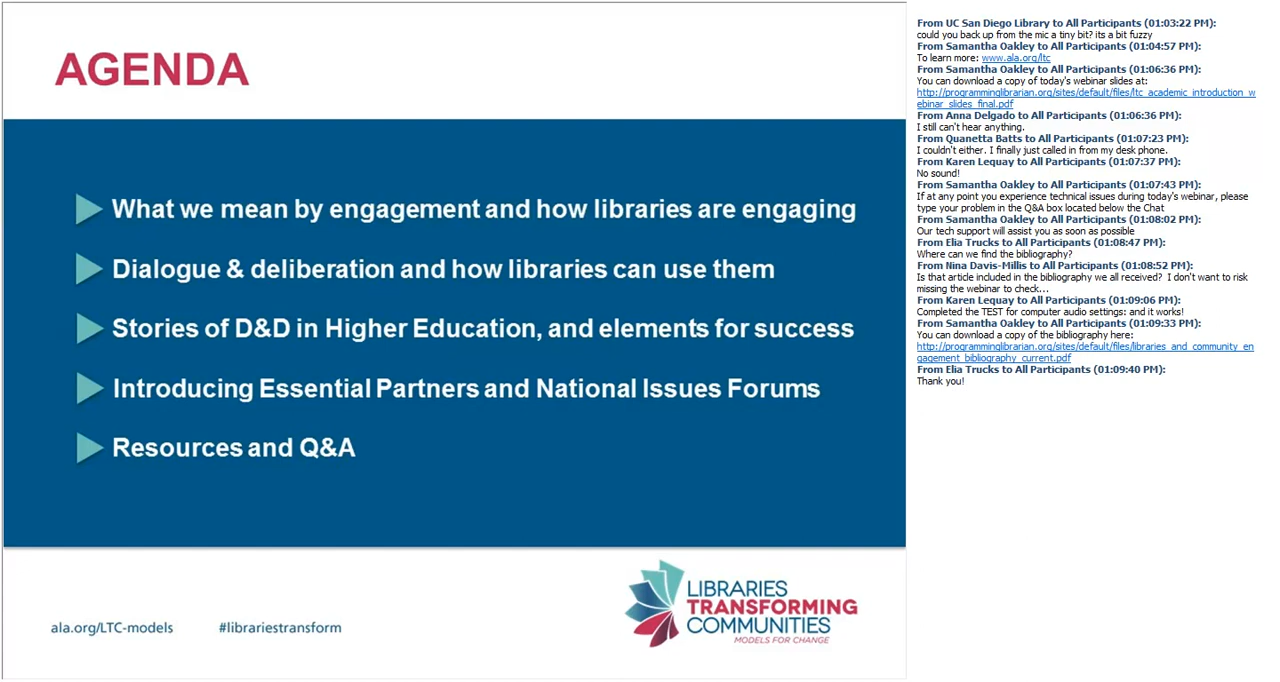 AGENDA
What we mean by engagement and how libraries are engaging
Dialogue & deliberation and how libraries can use them
Stories of D&D in Higher Education, and elements for success
Introducing Essential Partners and National Issues Forums
Resources and Q&A
ala.org/LTC-models
#librariestransform
LIBRARIES
TRANSFORMING
COMMUNITIES
MODELS FOR CHANGE
From UC San Diego Library to All Participants (01:03:22 PM):
could you back up from the mic a tiny bit? its a bit fuzzy
From Samantha Oakley to All Participants (01:04:57 PM):
To learn more: www.ala.org/ltc
From Samantha Oakley to All Participants (01:06:36 PM):
You can download a copy of today's webinar slides at:
http://programminglibrarian.org/sites/default/files/ltc_academic_introduction_w
ebinar_slides_final.pdf
From Anna Delgado to All Participants (01:06:36 PM):
I still can't hear anything.
From Quanetta Batts to All Participants (01:07:23 PM):
I couldn't either. I finally just called in from my desk phone.
From Karen Lequay to All Participants (01:07:37 PM):
No sound!
From Samantha Oakley to All Participants (01:07:43 PM):
If at any point you experience technical issues during today's webinar, please
type your problem in the Q&A box located below the Chat
From Samantha Oakley to All Participants (01:08:02 PM):
Our tech support will assist you as soon as possible
From Elia Trucks to All Participants (01:08:47 PM):
Where can we find the bibliography?
From Nina Davis-Millis to All Participants (01:08:52 PM):
Is that article included in the bibliography we all received? I don't want to risk
missing the webinar to check...
From Karen Lequay to All Participants (01:09:06 PM):
Completed the TEST for computer audio settings: and it works!
From Samantha Oakley to All Participants (01:09:33 PM):
You can download a copy of the bibliography here:
http://programminglibrarian.org/sites/default/files/libraries_and_community_en
gagement_bibliography_current.pdf
From Elia Trucks to All Participants (01:09:40 PM):
Thank you!